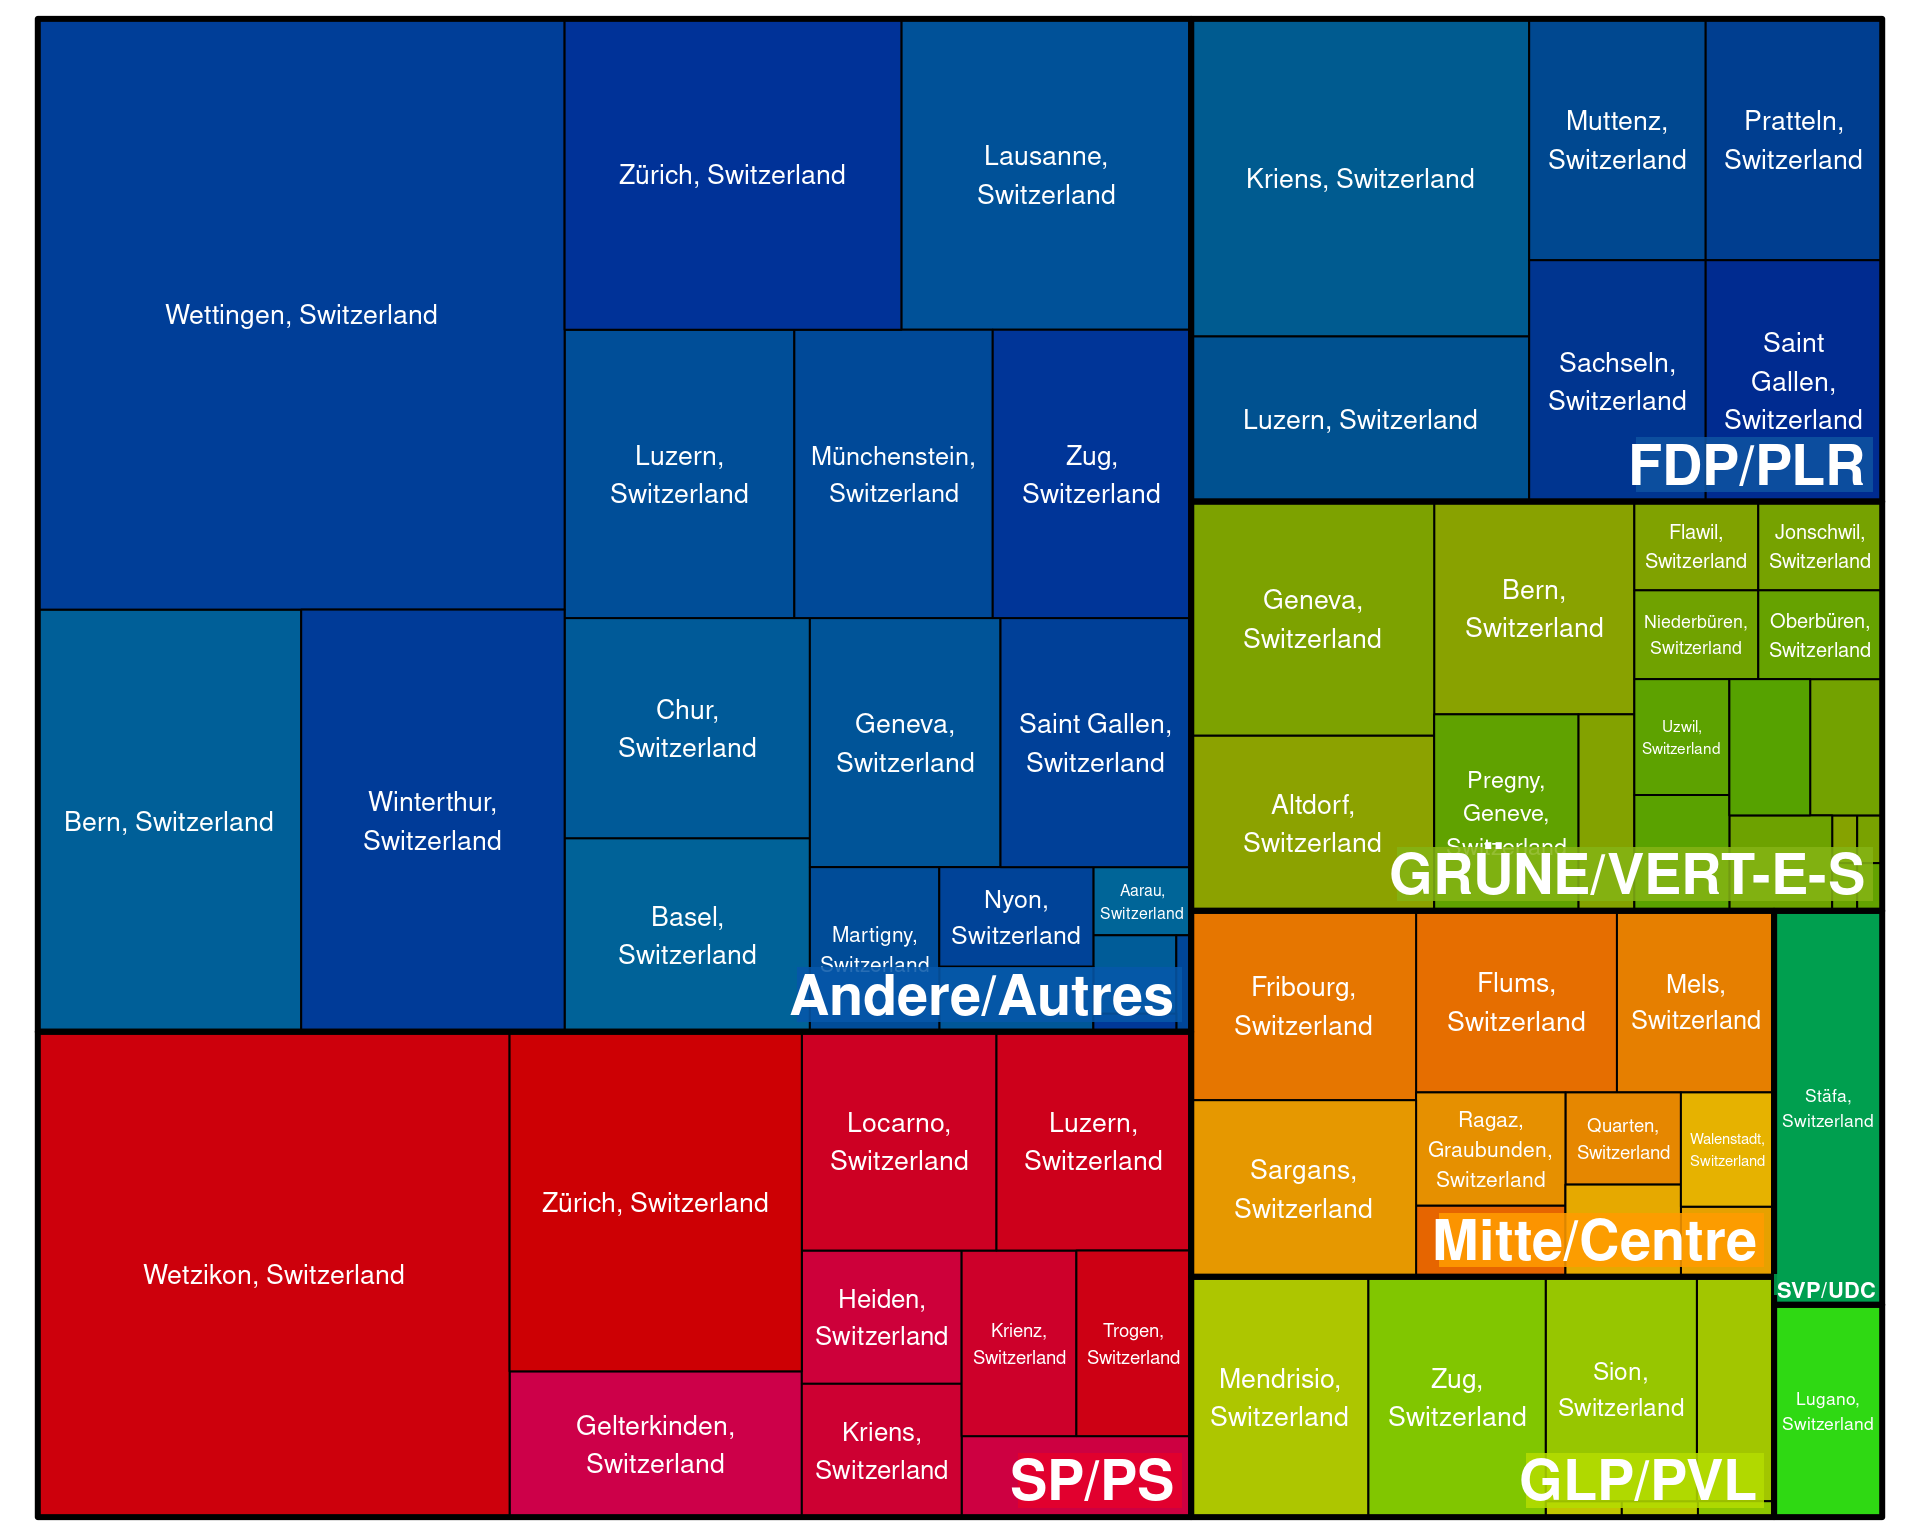 Wettingen, Switzerland
Zürich, Switzerland
Lausanne,
Switzerland
Luzern,
Switzerland
Münchenstein,
Switzerland
Zug,
Switzerland
Bern, Switzerland
Winterthur,
Switzerland
Chur,
Switzerland
Geneva,
Switzerland
Saint Gallen,
Switzerland
Basel,
Switzerland
Martigny,
Switzerland
Nyon,
Switzerland
Aarau,
Switzerland
Andere/Autres
Kriens, Switzerland
Muttenz,
Switzerland
Pratteln,
Switzerland
Luzern, Switzerland
Sachseln,
Switzerland
Saint
Gallen,
Switzerland
FDP/PLR
Geneva,
Switzerland
Bern,
Switzerland
Flawil,
Switzerland
Jonschwil,
Switzerland
Niederbüren,
Switzerland
Oberbüren,
Switzerland
Uzwil,
Switzerland
Altdorf,
Switzerland
Pregny,
Geneve,
Switzerland
GRÜNE/VERT-E-S
Wetzikon, Switzerland
Zürich, Switzerland
Gelterkinden,
Switzerland
Locarno,
Switzerland
Luzern,
Switzerland
Heiden,
Switzerland
Krienz,
Switzerland
Trogen,
Switzerland
Kriens,
Switzerland
SP/PS
Fribourg,
Switzerland
Flums,
Switzerland
Mels,
Switzerland
Sargans,
Switzerland
Ragaz,
Graubunden,
Switzerland
Quarten,
Switzerland
Walenstadt,
Switzerland
Mitte/Centre
Stäfa,
Switzerland
SVP/UDC
Mendrisio,
Switzerland
Zug,
Switzerland
Sion,
Switzerland
GLP/PVL
Lugano,
Switzerland